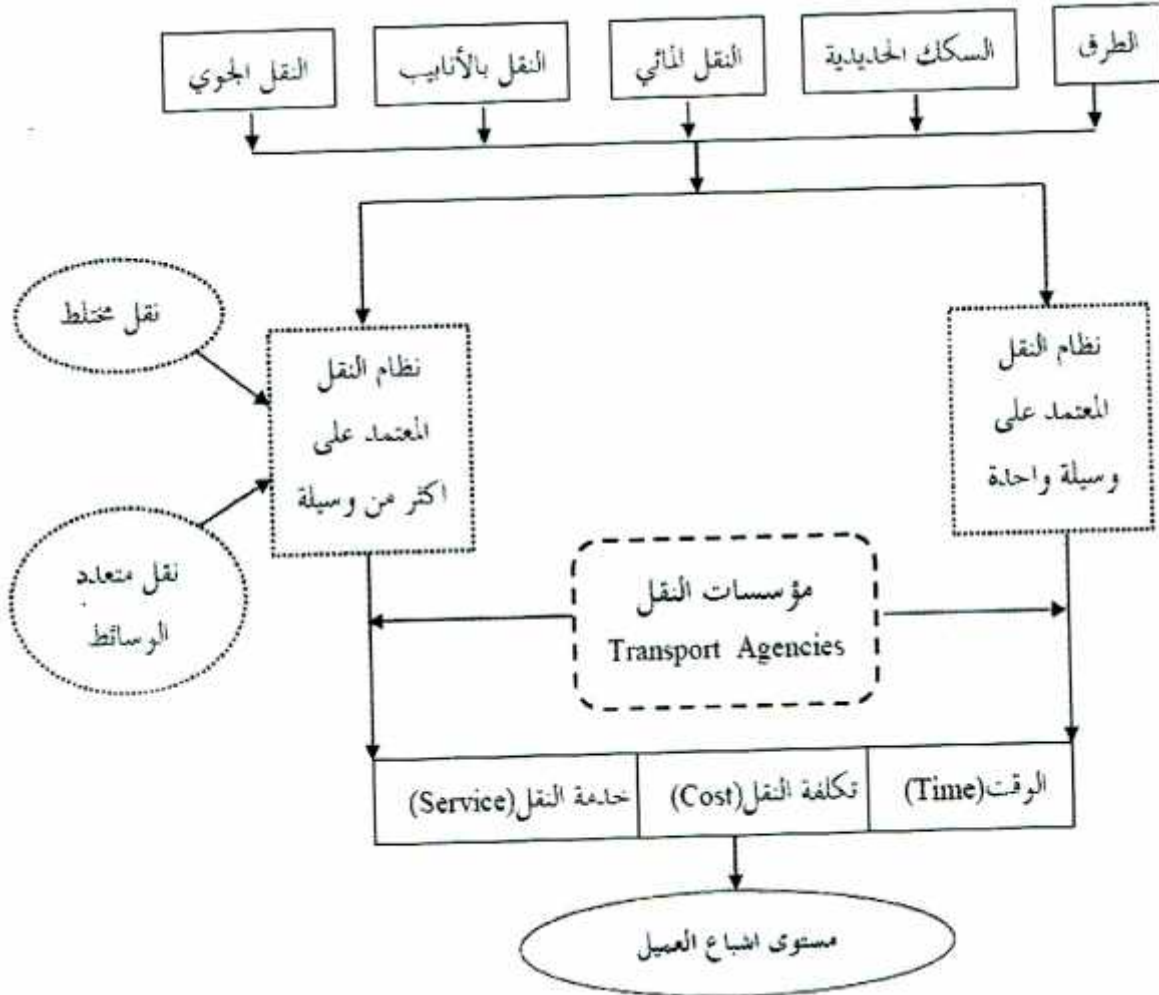 الطرق
السكك الحديدية
النقل المائي
النقل بالأنابيب
النقل الجوي
نقل مختلط
نظام النقل
المعتمد على
اكثر من وسيلة
نظام النقل
المعتمد على
وسيلة واحدة
نقل متعدد
الوسائط
مؤسسات النقل
Transport Agencies
الوقت(Time)
تكلفة النقل(Cost)
خدمة النقل(Service)
مستوى اشباع العميل